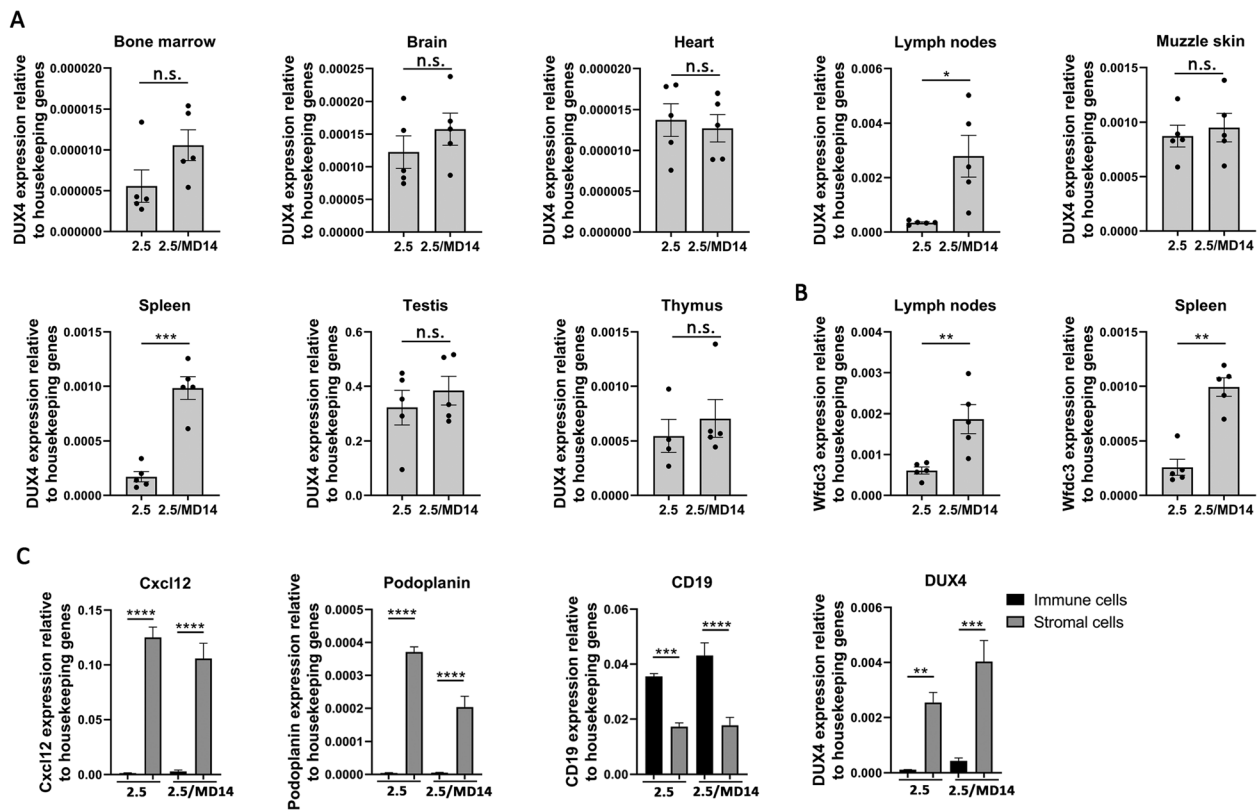 A
Bone marrow
DUX4 expression relative
to housekeeping genes
0.000020
0.000015
0.000010
0.000005
0.000000
n.s.
2.5 2.5/MD14
Brain
DUX4 expression relative
to housekeeping genes
0.00025
0.00020
0.00015
0.00010
0.00005
0.00000
n.s.
2.5 2.5/MD14
Heart
DUX4 expression relative
to housekeeping genes
0.000020
0.000015
0.000010
0.000005
0.000000
n.s.
2.5 2.5/MD14
Lymph nodes
DUX4 expression relative
to housekeeping genes
0.006
0.004
0.002
0.000
*
2.5 2.5/MD14
Muzzle skin
DUX4 expression relative
to housekeeping genes
0.0015
0.0010
0.0005
0.0000
n.s.
2.5 2.5/MD14
Spleen
DUX4 expression relative
to housekeeping genes
0.0015
0.0010
0.0005
0.0000
***
2.5 2.5/MD14
Testis
DUX4 expression relative
to housekeeping genes
0.6
0.4
0.2
0.0
n.s.
2.5 2.5/MD14
Thymus
DUX4 expression relative
to housekeeping genes
0.0015
0.0010
0.0005
0.0000
n.s.
2.5 2.5/MD14
B
Lymph nodes
Wfdc3 expression relative
to housekeeping genes
0.004
0.003
0.002
0.001
0.000
**
2.5 2.5/MD14
Spleen
Wfdc3 expression relative
to housekeeping genes
0.0015
0.0010
0.0005
0.0000
**
2.5 2.5/MD14
C
Cxcl12
Cxcl12 expression relative
to housekeeping genes
0.15
0.10
0.05
0.00
****
****
2.5 2.5/MD14
Podoplanin
Podoplanin expression relative
to housekeeping genes
0.0005
0.0004
0.0003
0.0002
0.0001
0.0000
****
****
2.5 2.5/MD14
CD19
CD19 expression relative
to housekeeping genes
0.06
0.04
0.02
0.00
***
****
2.5 2.5/MD14
DUX4
DUX4 expression relative
to housekeeping genes
0.006
0.004
0.002
0.000
**
***
2.5 2.5/MD14
Immune cells
Stromal cells